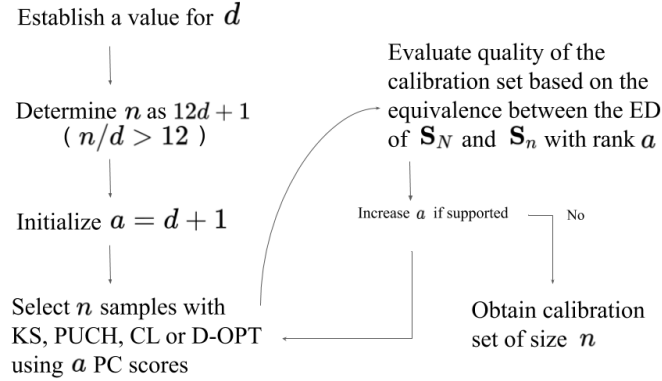 Establish a value for d
Determine n as 12d + 1
( n/d > 12 )
Initialize a = d + 1
Select n samples with
KS, PUCH, CL or D-OPT
using a PC scores
Evaluate quality of the
calibration set based on the
equivalence between the ED
of S_N and S_n with rank a
Increase a if supported
No
Obtain calibration
set of size n